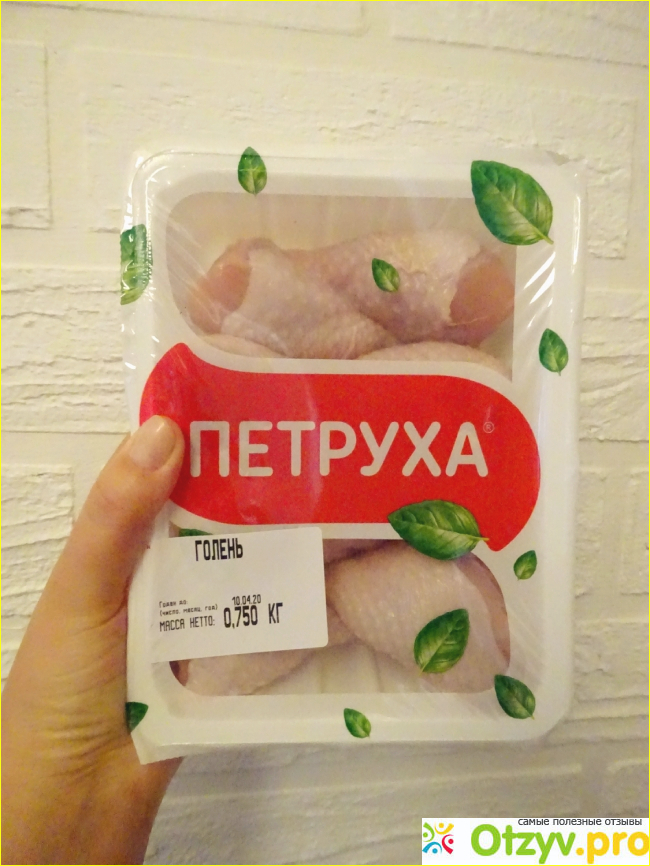 ПЕТРУХА®
ГОЛЕНЬ
Годен до
(число, месяц, год) 10.04.20
МАССА НЕТТО: 0,750 КГ
самые полезные отзывы
Otzyv.pro